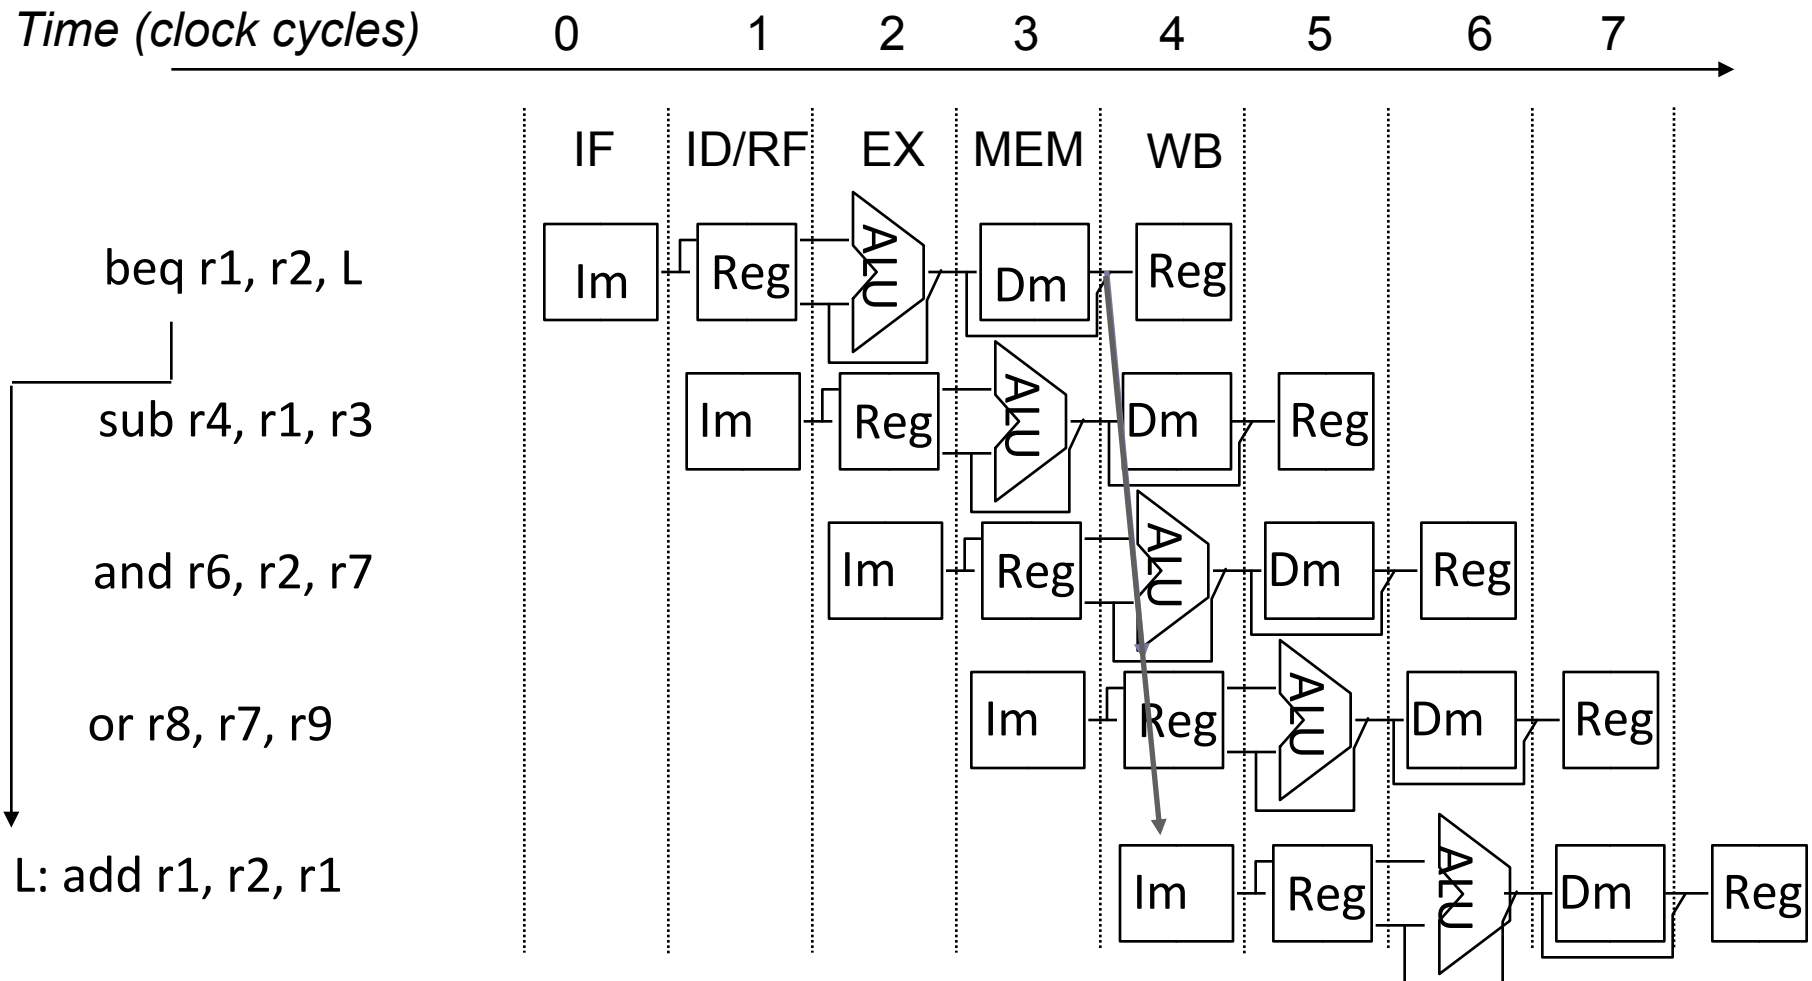 Time (clock cycles) 0 1 2 3 4 5 6 7
IF ID/RF EX MEM WB
beq r1, r2, L Im Reg ALU Dm Reg
sub r4, r1, r3 Im Reg ALU Dm Reg
and r6, r2, r7 Im Reg ALU Dm Reg
or r8, r7, r9 Im Reg ALU Dm Reg
L: add r1, r2, r1 Im Reg ALU Dm Reg